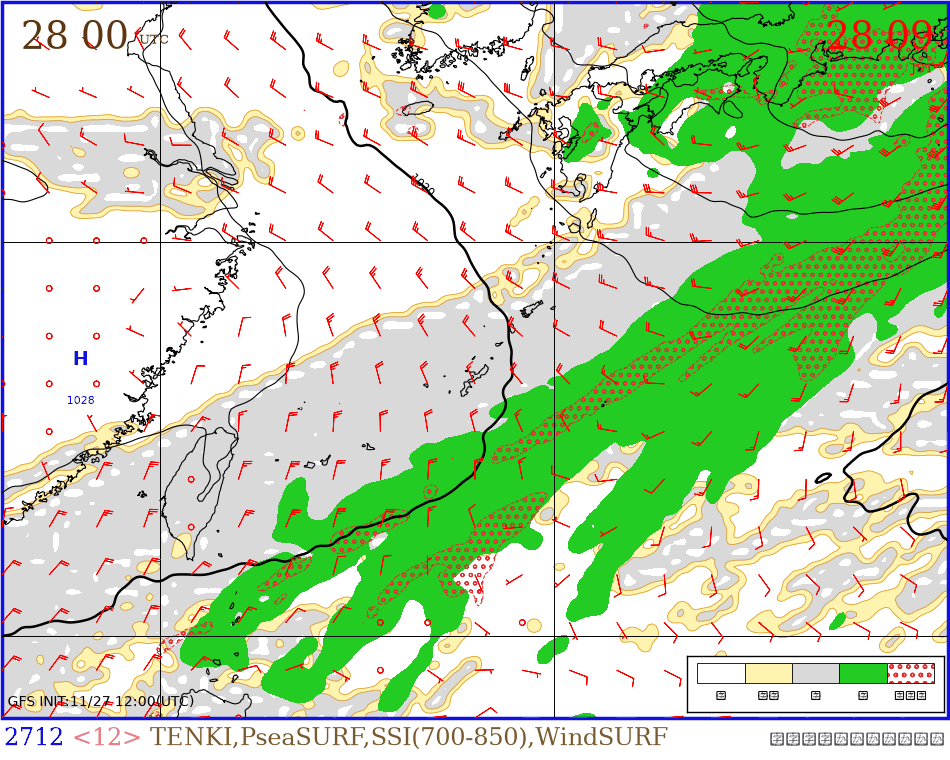 28 00 UTC
28 09
1020
H
1028
GFS INIT:11/27 12:00(UTC)
2712 <12> TENKI,PseaSURF,SSI(700-850),WindSURF